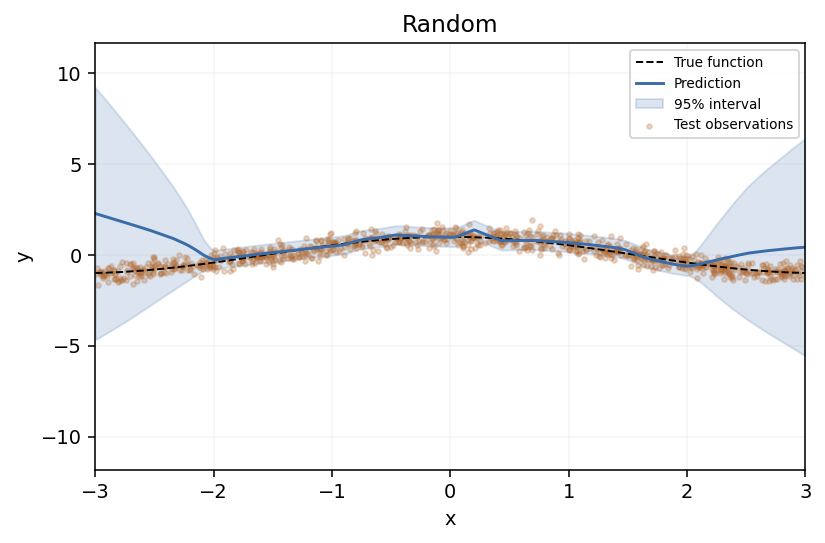 Random
10
5
0
−5
−10
y
−3
−2
−1
0
1
2
3
x
True function
Prediction
95% interval
Test observations